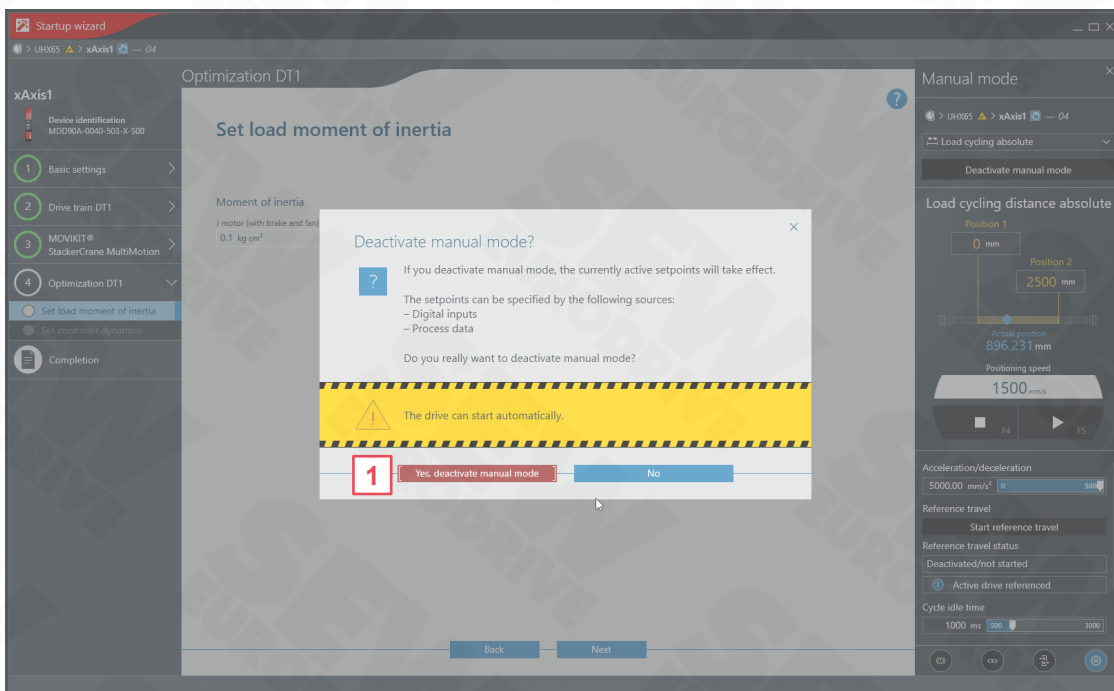 Startup wizard
> UHX65 > xAxis1 — 04
xAxis1
Device identification
MDD90A-0040-503-X-S00
1 Basic settings
2 Drive train DT1
3 MOVIKIT®
StackerCrane MultiMotion
4 Optimization DT1
Set load moment of inertia
Set controller dynamics
Completion
Optimization DT1
?
Set load moment of inertia
Moment of inertia
J motor (with brake and fan)
0.1 kg cm²
Deactivate manual mode?
?
If you deactivate manual mode, the currently active setpoints will take effect.
The setpoints can be specified by the following sources:
– Digital inputs
– Process data
Do you really want to deactivate manual mode?
The drive can start automatically.
1
Yes, deactivate manual mode
No
Back
Next
Manual mode
> UHX65 > xAxis1 — 04
Load cycling absolute
Deactivate manual mode
Load cycling distance absolute
Position 1
0 mm
Position 2
2500 mm
Actual position
896.231 mm
Positioning speed
1500 mm/s
F4
F5
Acceleration/deceleration
5000.00 mm/s² 0 5000
Reference travel
Start reference travel
Reference travel status
Deactivated/not started
Active drive referenced
Cycle idle time
1000 ms 500 3000